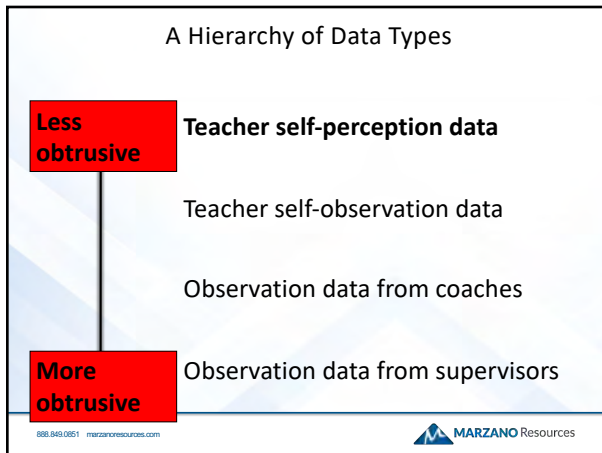 A Hierarchy of Data Types
Less
obtrusive
Teacher self-perception data
Teacher self-observation data
Observation data from coaches
More
obtrusive
Observation data from supervisors
888.849.0851 marzanoresources.com
MARZANO Resources